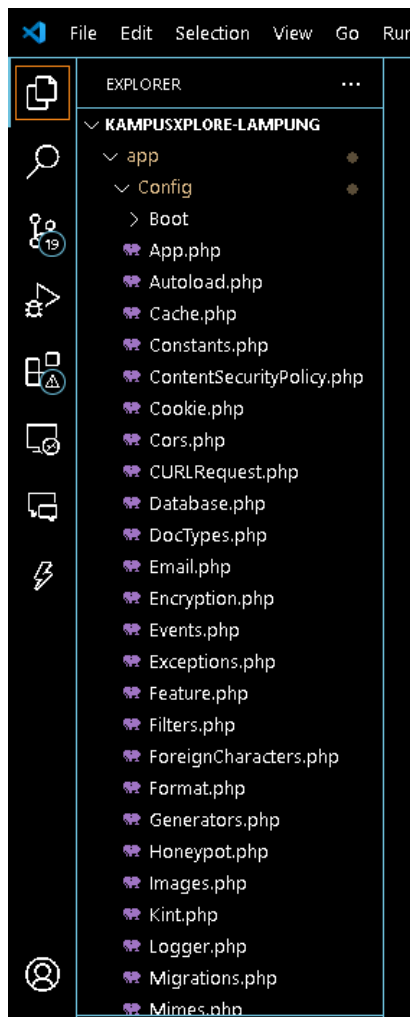 File Edit Selection View Go
EXPLORER ...
KAMPUSXPLORE-LAMPUNG
app
Config
Boot
App.php
Autoload.php
Cache.php
Constants.php
ContentSecurityPolicy.php
19
Cookie.php
Cors.php
CURLRequest.php
Database.php
DocTypes.php
Email.php
Encryption.php
Events.php
Exceptions.php
Feature.php
Filters.php
ForeignCharacters.php
Format.php
Generators.php
Honeypot.php
Images.php
Kint.php
Logger.php
Migrations.php
Mimes.php